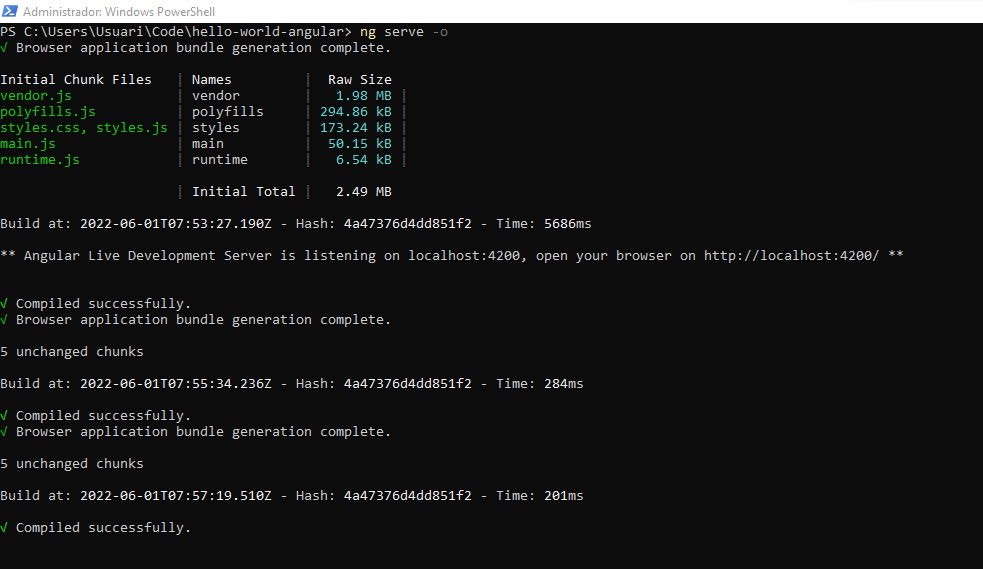 Administrador: Windows PowerShell
PS C:\Users\Usuari\Code\hello-world-angular> ng serve -o
√ Browser application bundle generation complete.
Initial Chunk Files   | Names         |  Raw Size
vendor.js             | vendor        |   1.98 MB |
polyfills.js          | polyfills     | 294.86 kB |
styles.css, styles.js | styles        | 173.24 kB |
main.js               | main          |  50.15 kB |
runtime.js            | runtime       |   6.54 kB |
                      | Initial Total |   2.49 MB
Build at: 2022-06-01T07:53:27.190Z - Hash: 4a47376d4dd851f2 - Time: 5686ms
** Angular Live Development Server is listening on localhost:4200, open your browser on http://localhost:4200/ **
√ Compiled successfully.
√ Browser application bundle generation complete.
5 unchanged chunks
Build at: 2022-06-01T07:55:34.236Z - Hash: 4a47376d4dd851f2 - Time: 284ms
√ Compiled successfully.
√ Browser application bundle generation complete.
5 unchanged chunks
Build at: 2022-06-01T07:57:19.510Z - Hash: 4a47376d4dd851f2 - Time: 201ms
√ Compiled successfully.